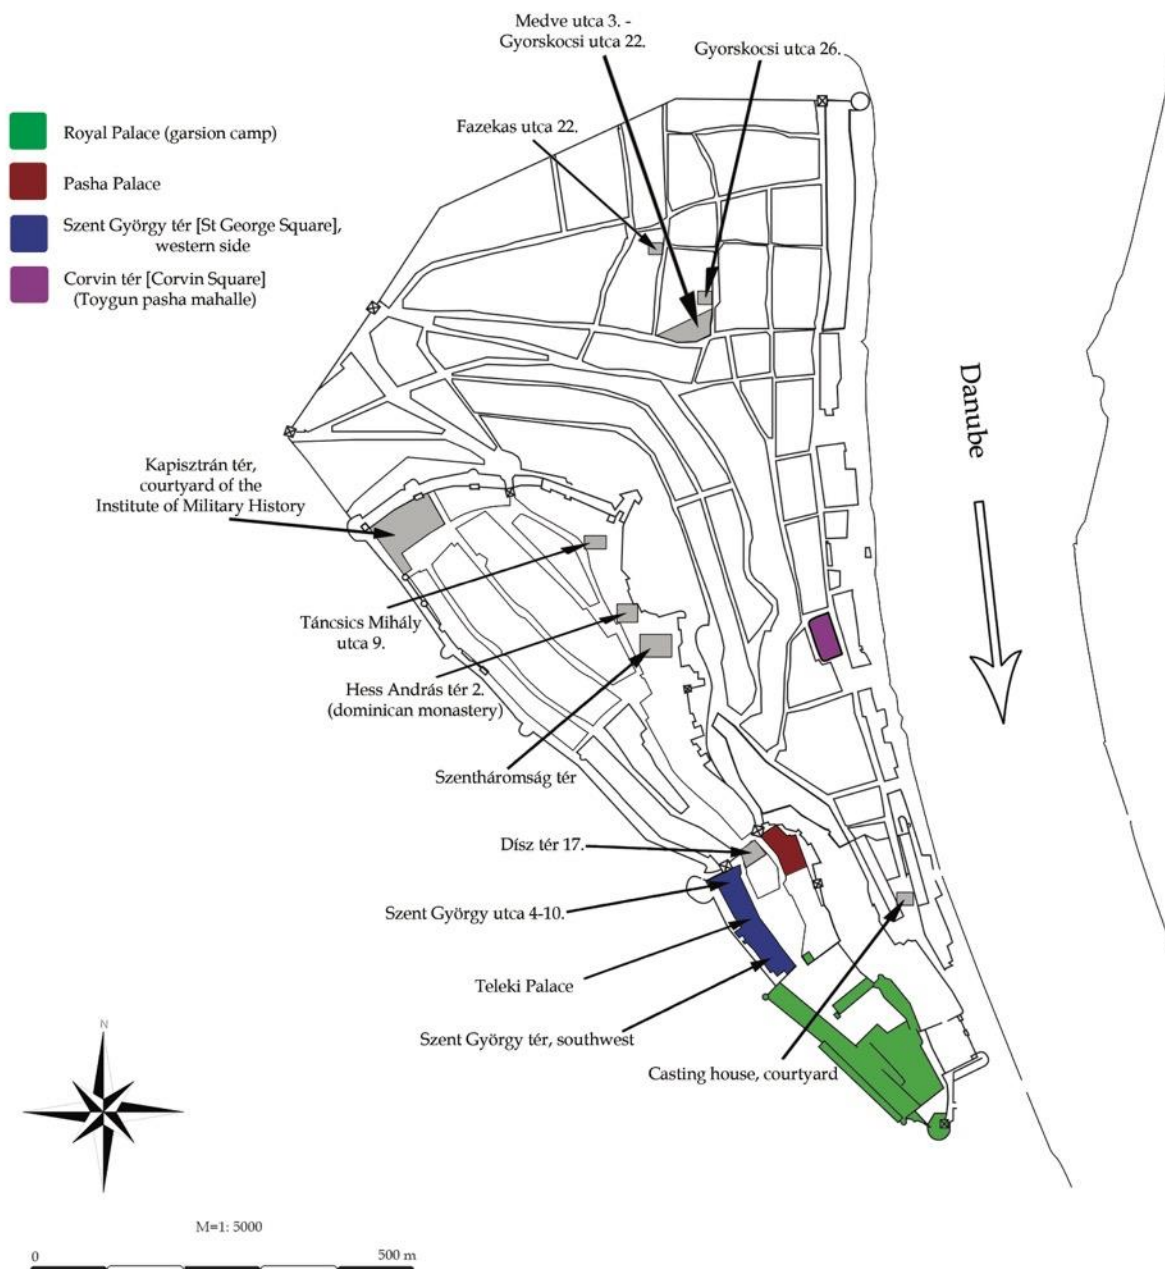 Medve utca 3. -
Gyorskocsi utca 22.
Gyorskocsi utca 26.
Fazekas utca 22.
Royal Palace (garsion camp)
Pasha Palace
Szent György tér [St George Square],
western side
Corvin tér [Corvin Square]
(Toygun pasha mahalle)
Danube
Kapisztrán tér,
courtyard of the
Institute of Military History
Táncsics Mihály
utca 9.
Hess András tér 2.
(dominican monastery)
Szentháromság tér
Dísz tér 17.
Szent György utca 4-10.
Teleki Palace
Szent György tér, southwest
Casting house, courtyard
N
M=1: 5000
0
500 m